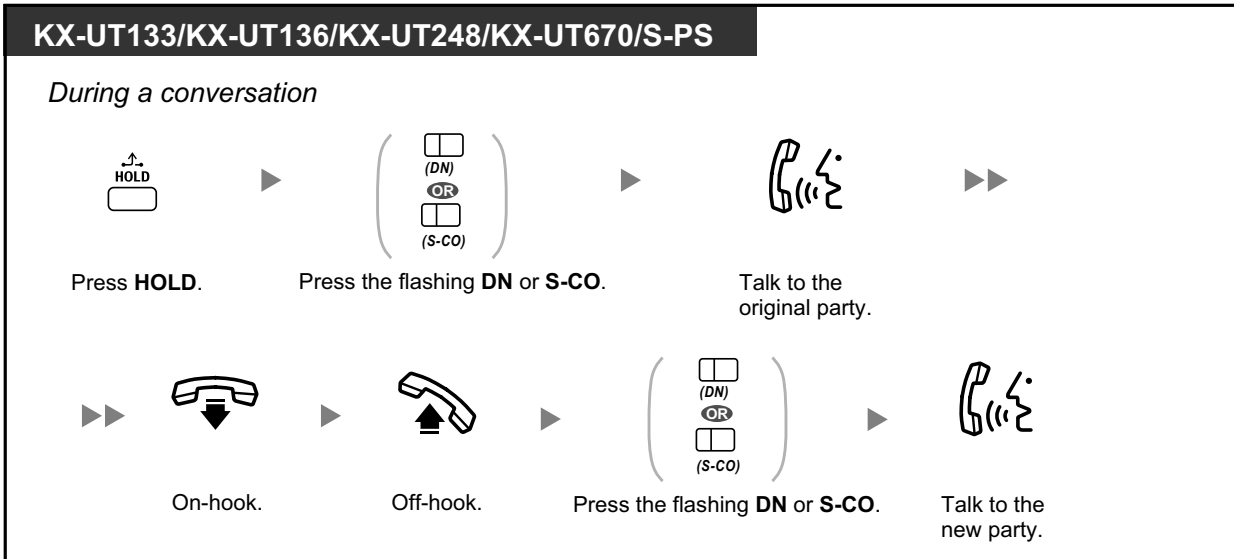 KX-UT133/KX-UT136/KX-UT248/KX-UT670/S-PS
During a conversation
HOLD
(DN)
OR
(S-CO)
Press HOLD.
Press the flashing DN or S-CO.
Talk to the
original party.
(DN)
OR
(S-CO)
On-hook.
Off-hook.
Press the flashing DN or S-CO.
Talk to the
new party.